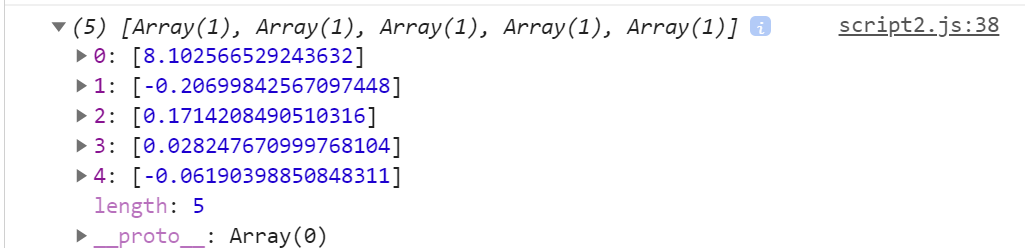 (5) [Array(1), Array(1), Array(1), Array(1), Array(1)] i script2.js:38
0: [8.102566529243632]
1: [-0.20699842567097448]
2: [0.1714208490510316]
3: [0.028247670999768104]
4: [-0.06190398850848311]
length: 5
__proto__: Array(0)